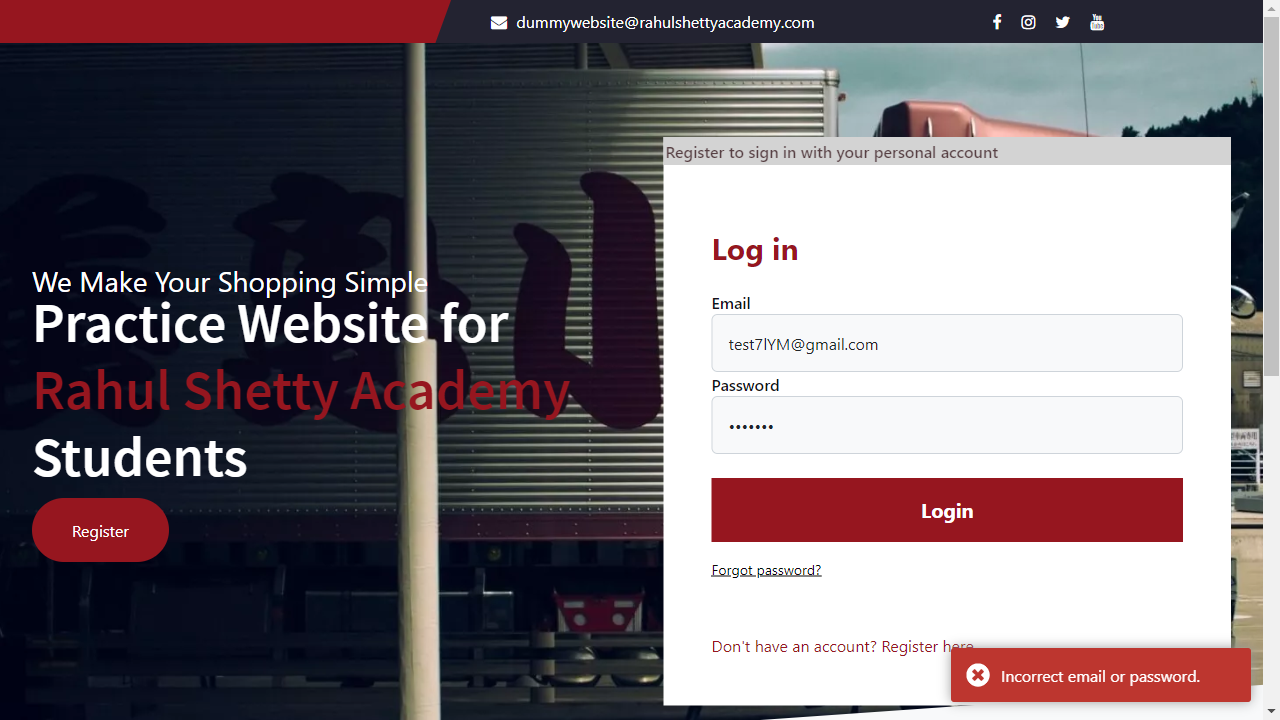 dummywebsite@rahulshettyacademy.com
Register to sign in with your personal account
We Make Your Shopping Simple
Practice Website for
Rahul Shetty Academy
Students
Register
Log in
Email
test7lYM@gmail.com
Password
•••••••
Login
Forgot password?
Don't have an account? Register here
Incorrect email or password.